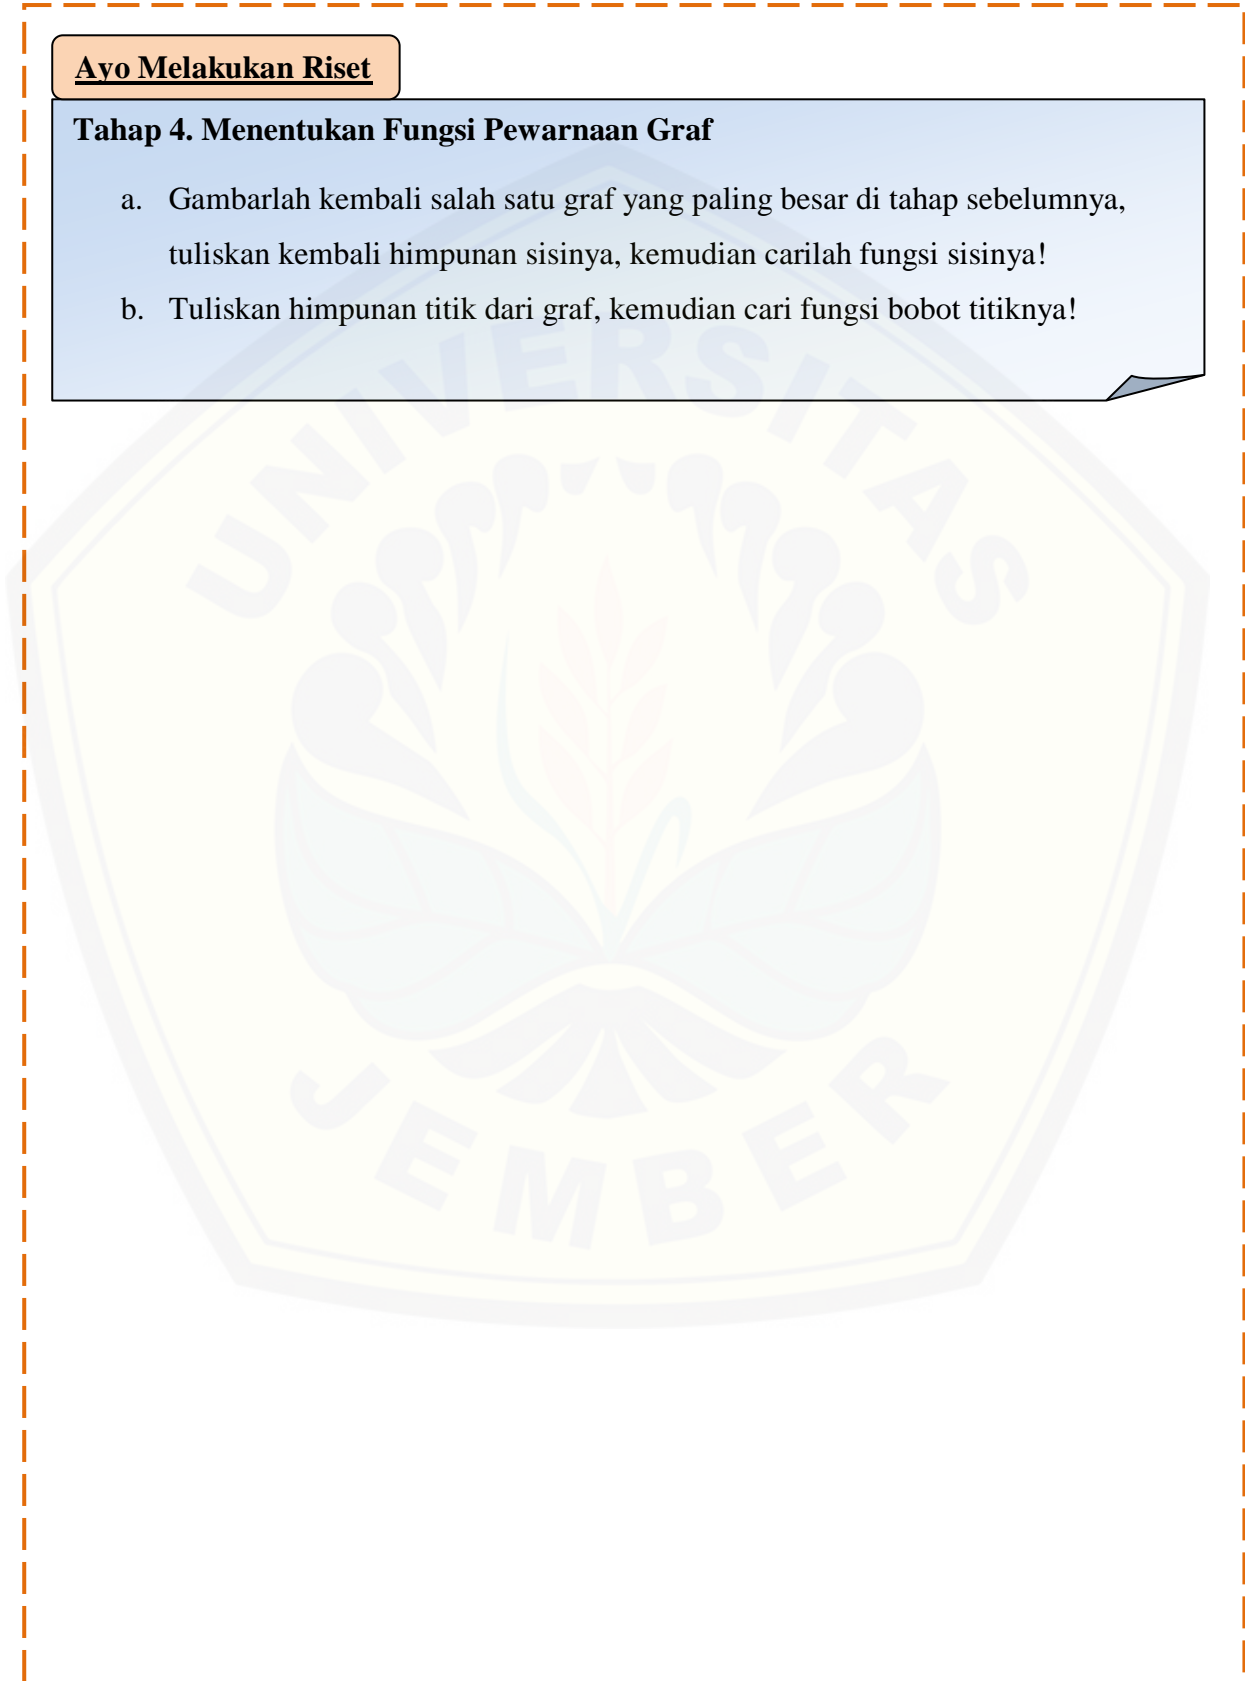 Ayo Melakukan Riset
Tahap 4. Menentukan Fungsi Pewarnaan Graf
a. Gambarlah kembali salah satu graf yang paling besar di tahap sebelumnya,
tuliskan kembali himpunan sisinya, kemudian carilah fungsi sisinya!
b. Tuliskan himpunan titik dari graf, kemudian cari fungsi bobot titiknya!
UNIVERSITAS
JEMBER